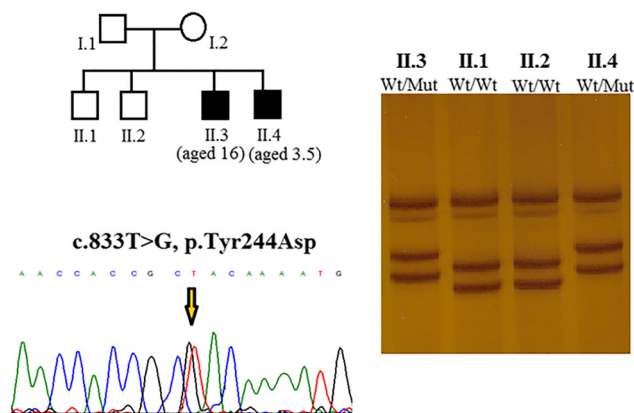 I.1
I.2
II.1
II.2
II.3
II.4
(aged 16)
(aged 3.5)
II.3
II.1
II.2
II.4
Wt/Mut
Wt/Wt
Wt/Wt
Wt/Mut
c.833T>G, p.Tyr244Asp
A A C C A C C G C T A C A A A A T G